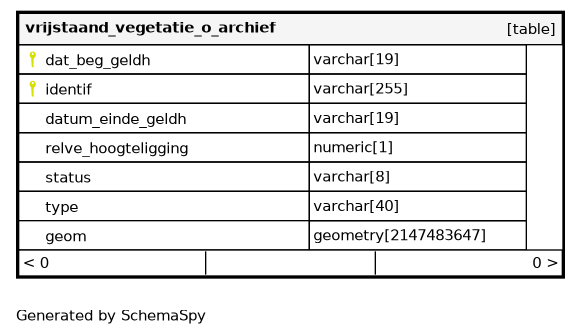 vrijstaand_vegetatie_o_archief [table]
dat_beg_geldh varchar[19]
identif varchar[255]
datum_einde_geldh varchar[19]
relve_hoogteligging numeric[1]
status varchar[8]
type varchar[40]
geom geometry[2147483647]
< 0 0 >
Generated by SchemaSpy